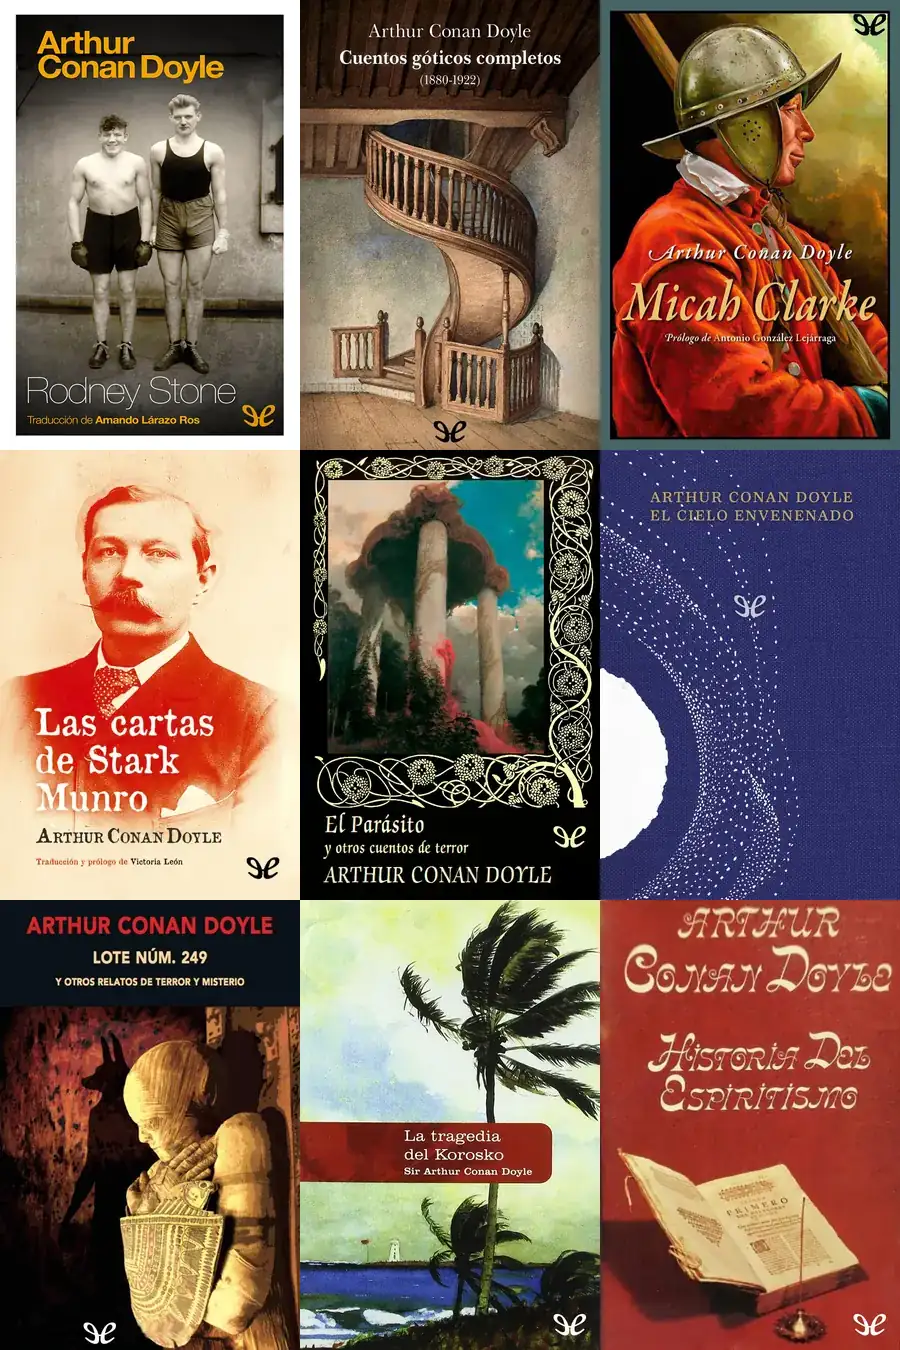 Arthur
Conan Doyle
Rodney Stone
Traducción de Amando Lárazo Ros
Arthur Conan Doyle
Cuentos góticos completos
(1880-1922)
Arthur Conan Doyle
Micah Clarke
Prólogo de Antonio González Lejárraga
Las cartas
de Stark
Munro
ARTHUR CONAN DOYLE
Traducción y prólogo de Victoria León
El Parásito
y otros cuentos de terror
ARTHUR CONAN DOYLE
ARTHUR CONAN DOYLE
EL CIELO ENVENENADO
ARTHUR CONAN DOYLE
LOTE NÚM. 249
Y OTROS RELATOS DE TERROR Y MISTERIO
La tragedia
del Korosko
Sir Arthur Conan Doyle
ARTHUR
CONAN DOYLE
HISTORIA DEL
ESPIRITISMO
PRIMERO